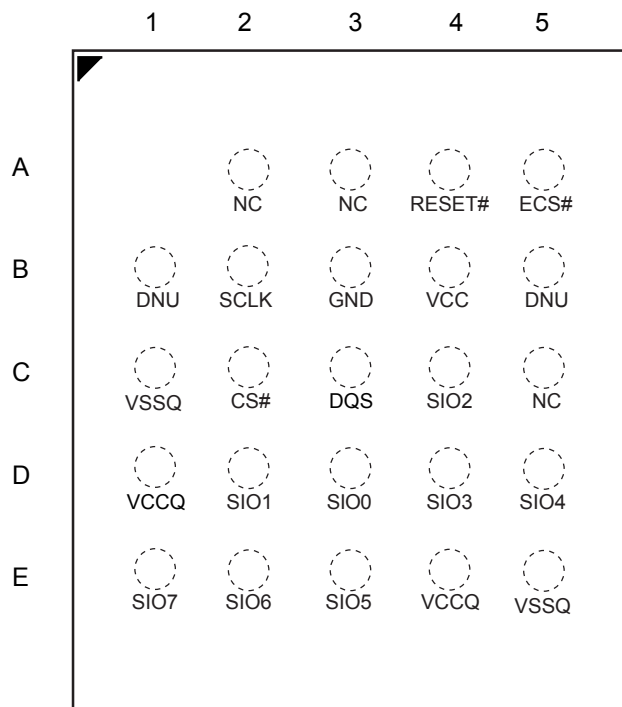 1 2 3 4 5
A
NC NC RESET# ECS#
B
DNU SCLK GND VCC DNU
C
VSSQ CS# DQS SIO2 NC
D
VCCQ SIO1 SIO0 SIO3 SIO4
E
SIO7 SIO6 SIO5 VCCQ VSSQ